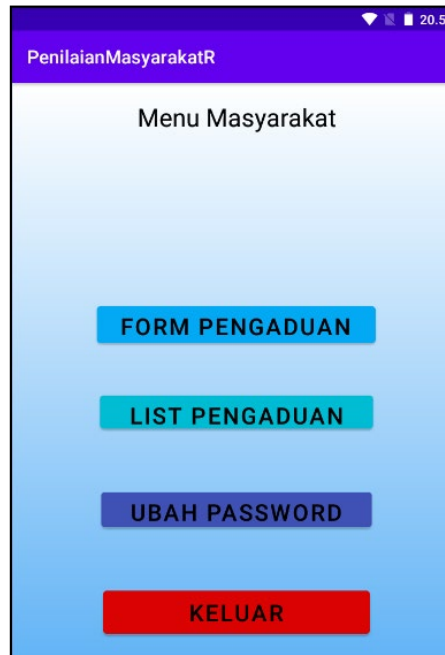 20.5
PenilaianMasyarakatR
Menu Masyarakat
FORM PENGADUAN
LIST PENGADUAN
UBAH PASSWORD
KELUAR